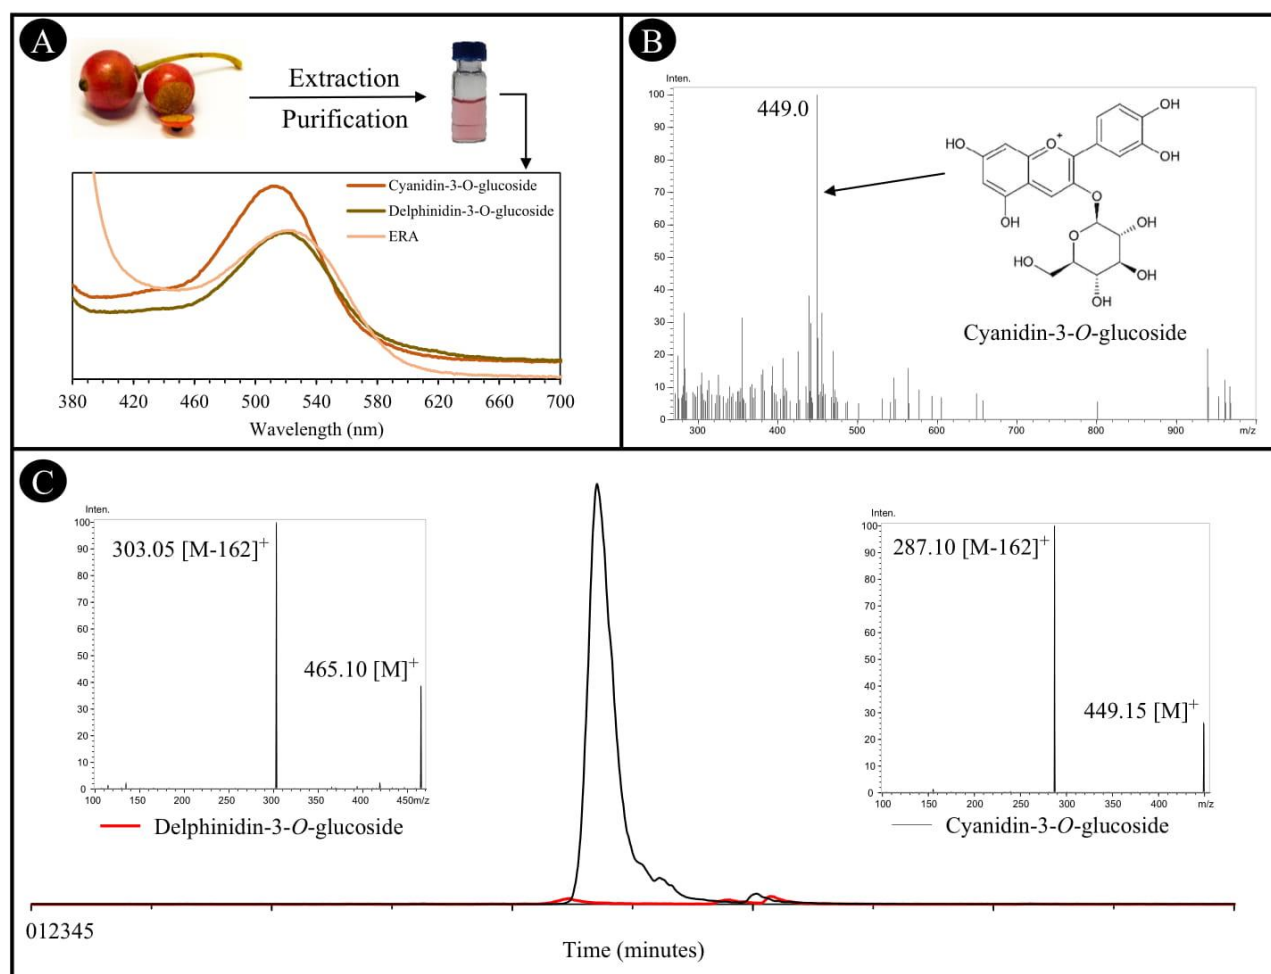 A
Extraction
Purification
Cyanidin-3-O-glucoside
Delphinidin-3-O-glucoside
ERA
380 420 460 500 540 580 620 660 700
Wavelength (nm)
B
Inten.
100
90
80
70
60
50
40
30
20
10
0
449.0
O+
HO
OH
OH
OH
O
O
OH
HO
OH
OH
Cyanidin-3-O-glucoside
300 400 500 600 700 800 900 m/z
C
Inten.
100
90
80
70
60
50
40
30
20
10
0
303.05 [M-162]+
465.10 [M]+
100 150 200 250 300 350 400 450m/z
Delphinidin-3-O-glucoside
Inten.
100
90
80
70
60
50
40
30
20
10
0
287.10 [M-162]+
449.15 [M]+
100 150 200 250 300 350 400 m/z
Cyanidin-3-O-glucoside
012345
Time (minutes)